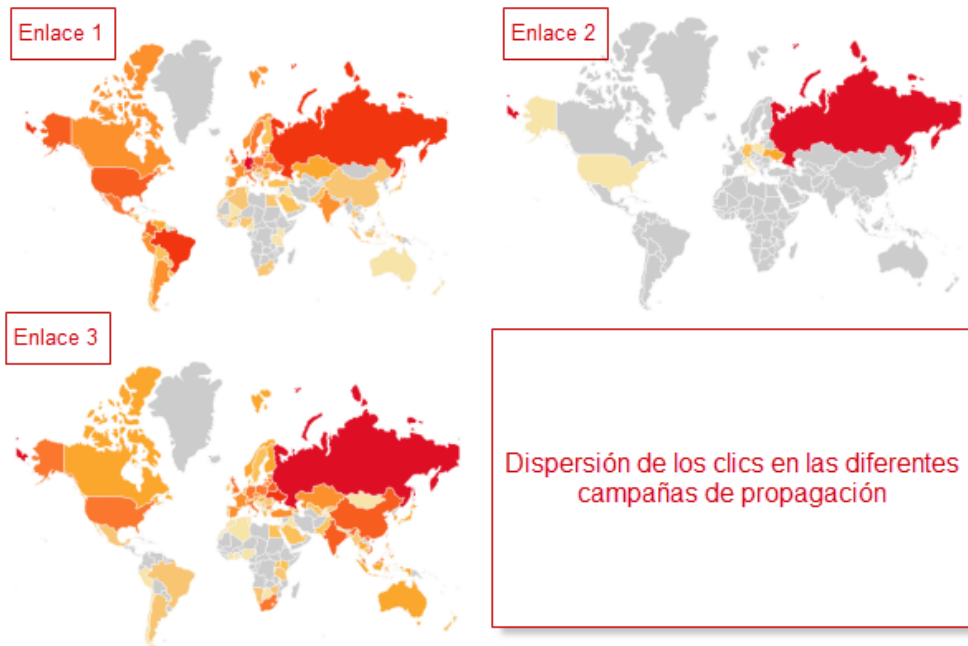 Enlace 1
Enlace 2
Enlace 3
Dispersión de los clics en las diferentes
campañas de propagación